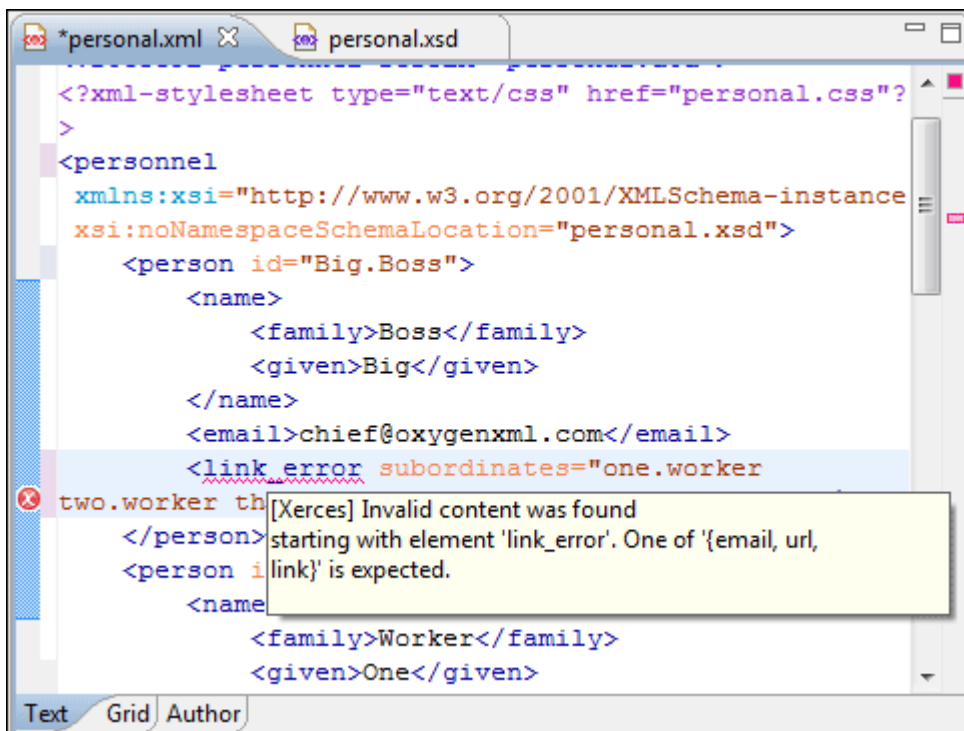 *personal.xml personal.xsd
<?xml-stylesheet type="text/css" href="personal.css"?
>
<personnel
xmlns:xsi="http://www.w3.org/2001/XMLSchema-instance
xsi:noNamespaceSchemaLocation="personal.xsd">
<person id="Big.Boss">
<name>
<family>Boss</family>
<given>Big</given>
</name>
<email>chief@oxygenxml.com</email>
<link_error subordinates="one.worker
two.worker th
[Xerces] Invalid content was found
</person>
starting with element 'link_error'. One of '{email, url,
<person i
link}' is expected.
<name
<family>Worker</family>
<given>One</given>
Text Grid Author